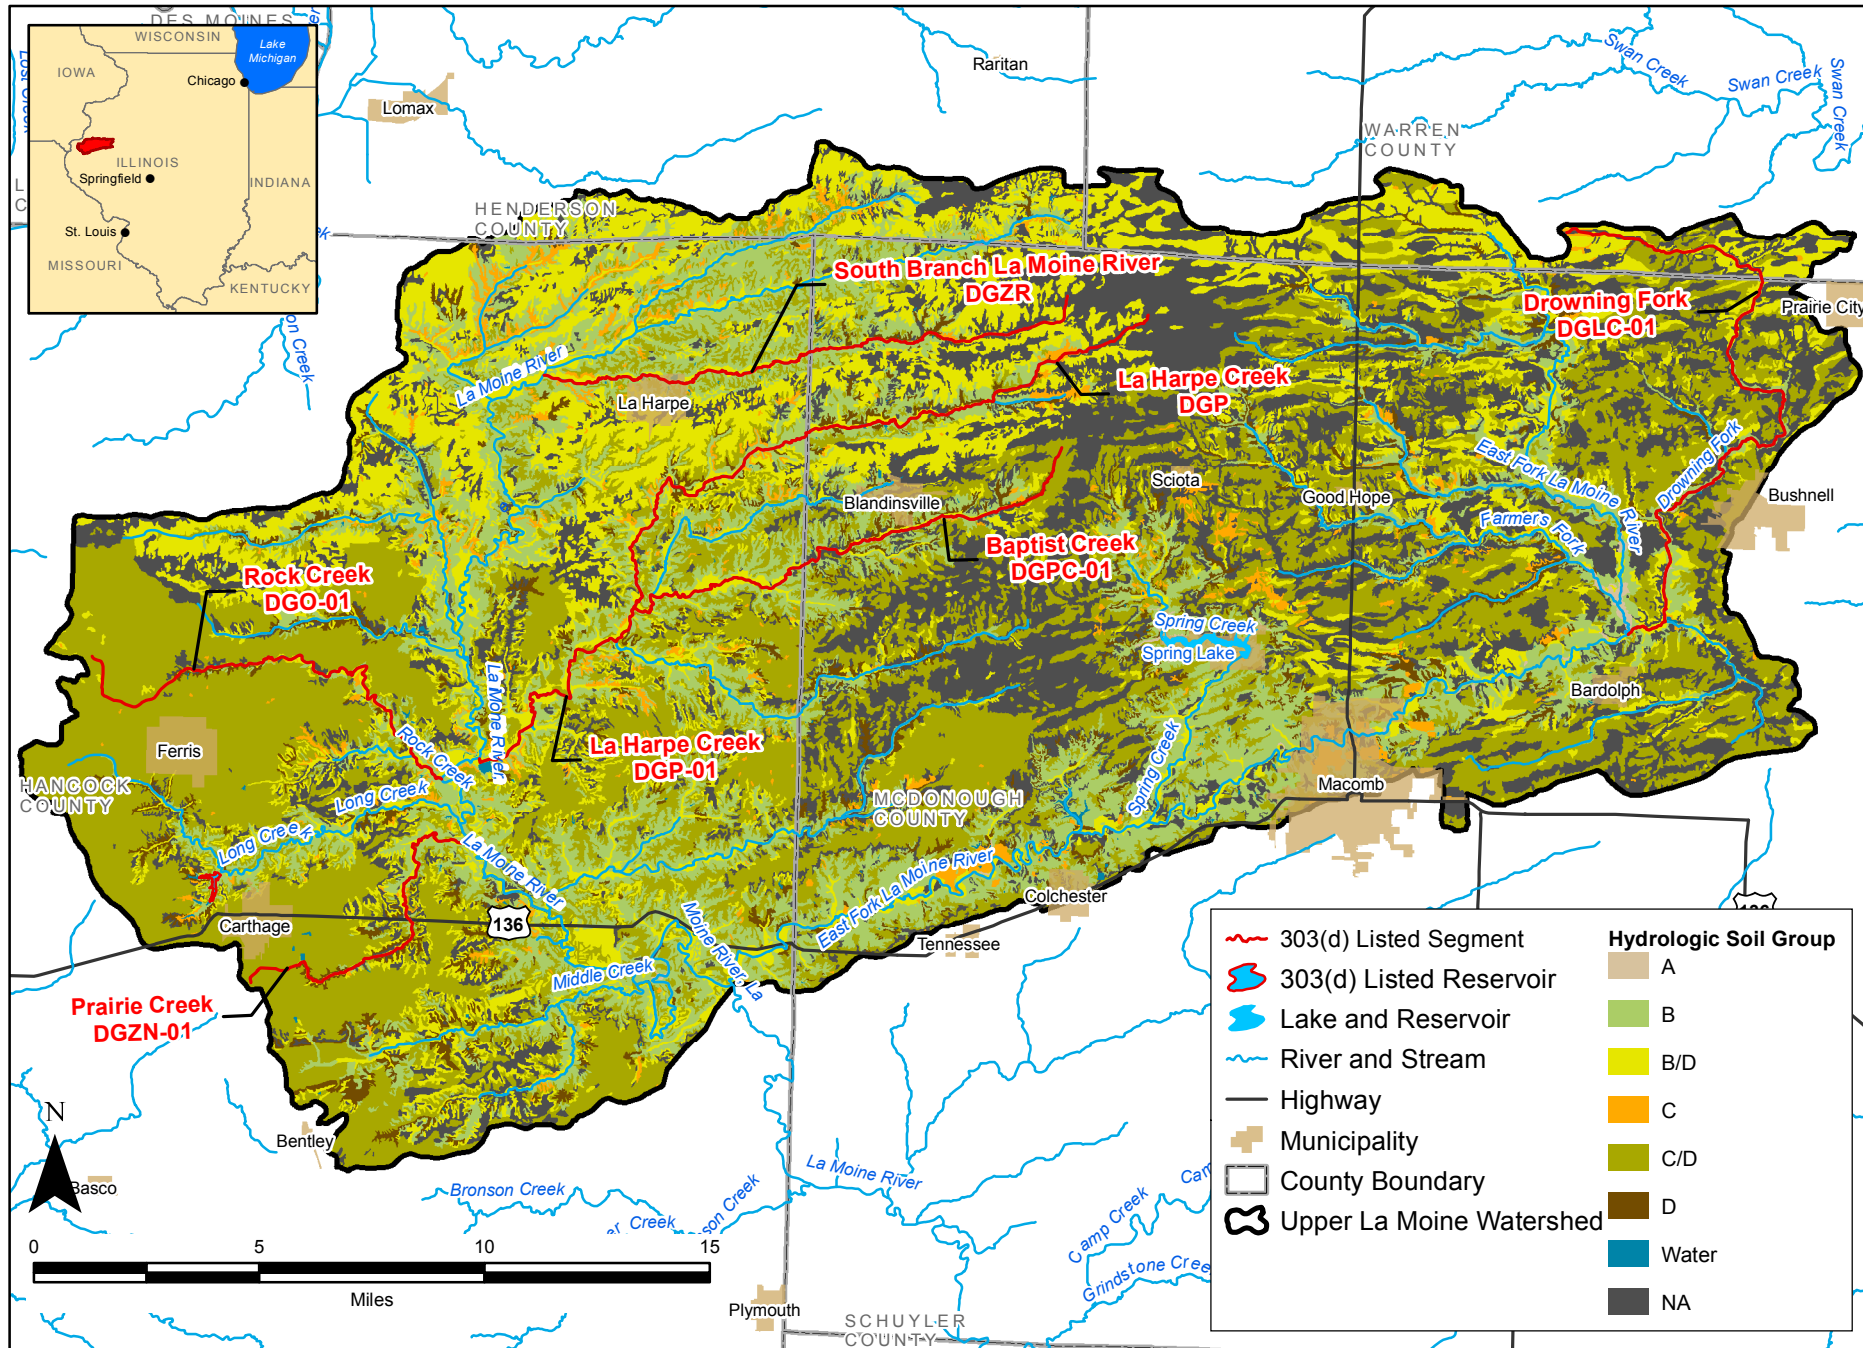 DES MOINES
WISCONSIN
Lake
Michigan
IOWA
Chicago
ILLINOIS
Springfield
INDIANA
St. Louis
MISSOURI
KENTUCKY
Lomax
Raritan
Swan Creek
Swan Creek
Swan Creek
WARREN
COUNTY
HENDERSON
COUNTY
South Branch La Moine River
DGZR
Drowning Fork
DGLC-01
Prairie City
La Moine River
La Harpe
La Harpe Creek
DGP
East Fork La Moine River
Drowning Fork
Bushnell
Sciota
Good Hope
Farmers Fork
Blandinsville
Baptist Creek
DGPC-01
Rock Creek
DGO-01
Spring Creek
Spring Lake
Bardolph
La Moine River
La Harpe Creek
DGP-01
Ferris
Rock Creek
Long Creek
Long Creek
HANCOCK
COUNTY
MCDONOUGH
COUNTY
Spring Creek
Macomb
La Moine River
East Fork La Moine River
Colchester
Tennessee
Carthage
136
Moine River, La
Middle Creek
Prairie Creek
DGZN-01
Bentley
Basco
N
Bronson Creek
La Moine River
Camp Creek
Plymouth
SCHUYLER
COUNTY
0
5
10
15
Miles
303(d) Listed Segment
303(d) Listed Reservoir
Lake and Reservoir
River and Stream
Highway
Municipality
County Boundary
Upper La Moine Watershed
Hydrologic Soil Group
A
B
B/D
C
C/D
D
Water
NA